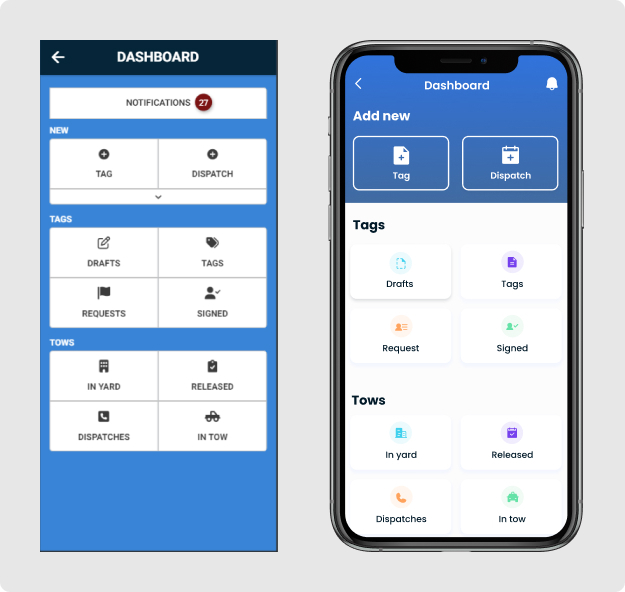 DASHBOARD
NOTIFICATIONS 27
NEW
TAG DISPATCH
TAGS
DRAFTS TAGS
REQUESTS SIGNED
TOWS
IN YARD RELEASED
DISPATCHES IN TOW
Dashboard
Add new
Tag Dispatch
Tags
Drafts Tags
Request Signed
Tows
In yard Released
Dispatches In tow